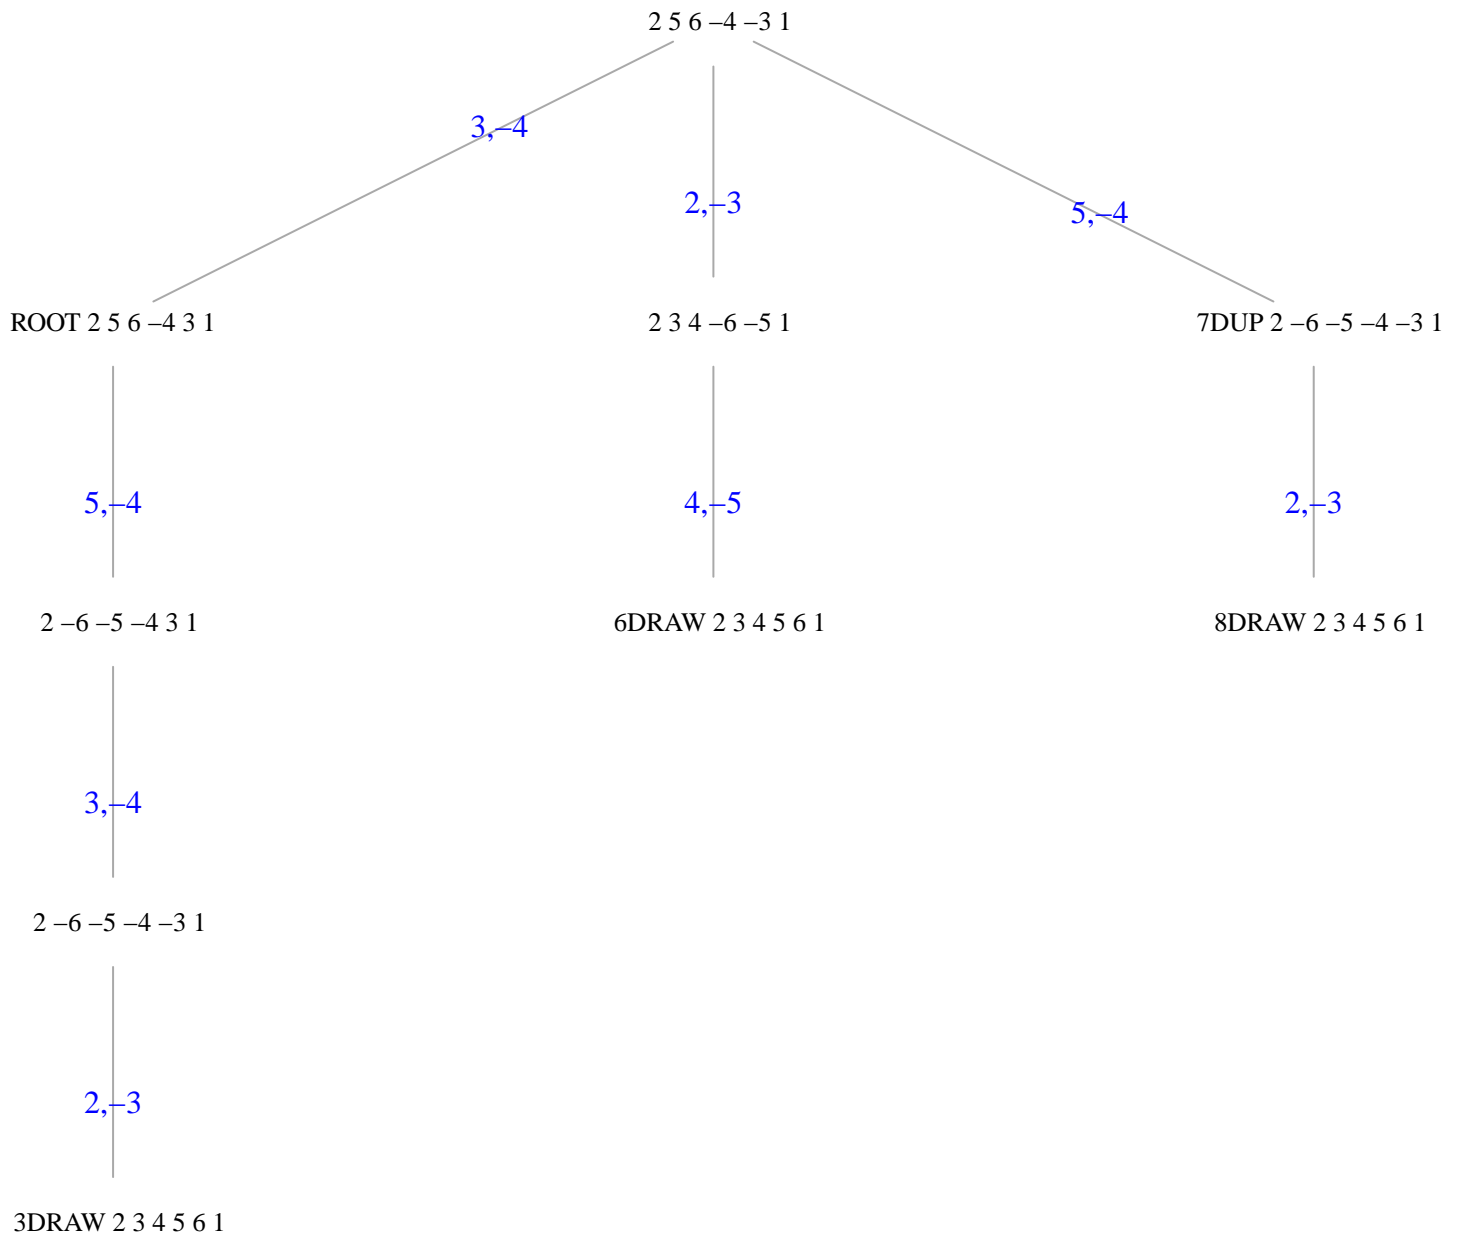 2 5 6 –4 –3 1
3,–4
2,–3
5,–4
ROOT 2 5 6 –4 3 1
2 3 4 –6 –5 1
7DUP 2 –6 –5 –4 –3 1
5,–4
4,–5
2,–3
2 –6 –5 –4 3 1
6DRAW 2 3 4 5 6 1
8DRAW 2 3 4 5 6 1
3,–4
2 –6 –5 –4 –3 1
2,–3
3DRAW 2 3 4 5 6 1